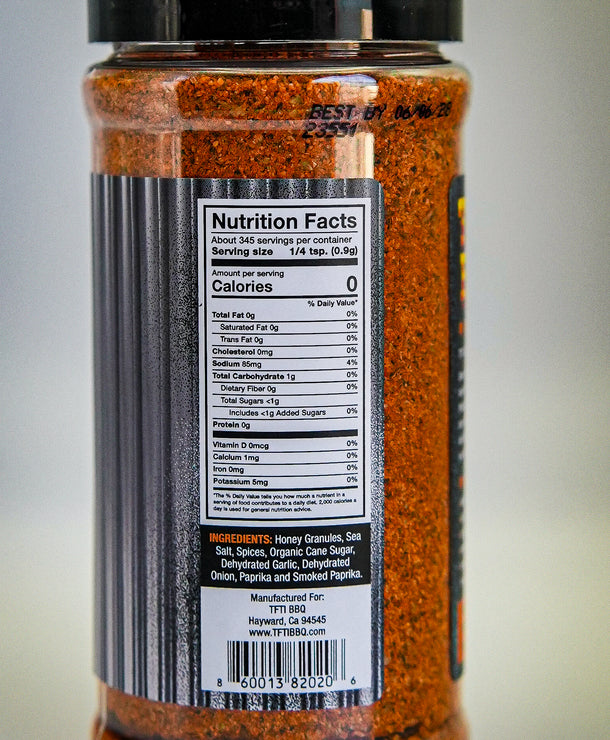 BEST BY 06/06/26
23551
Nutrition Facts
About 345 servings per container
Serving size 1/4 tsp. (0.9g)
Amount per serving
Calories 0
% Daily Value*
Total Fat 0g 0%
Saturated Fat 0g 0%
Trans Fat 0g 0%
Cholesterol 0mg 0%
Sodium 85mg 4%
Total Carbohydrate 1g 0%
Dietary Fiber 0g 0%
Total Sugars <1g
Includes <1g Added Sugars 0%
Protein 0g
Vitamin D 0mcg 0%
Calcium 1mg 0%
Iron 0mg 0%
Potassium 5mg 0%
*The % Daily Value tells you how much a nutrient in a
serving of food contributes to a daily diet. 2,000 calories a
day is used for general nutrition advice.
INGREDIENTS: Honey Granules, Sea
Salt, Spices, Organic Cane Sugar,
Dehydrated Garlic, Dehydrated
Onion, Paprika and Smoked Paprika.
Manufactured For:
TFTI BBQ
Hayward, Ca 94545
www.TFTIBBQ.com
8 60013 82020 6